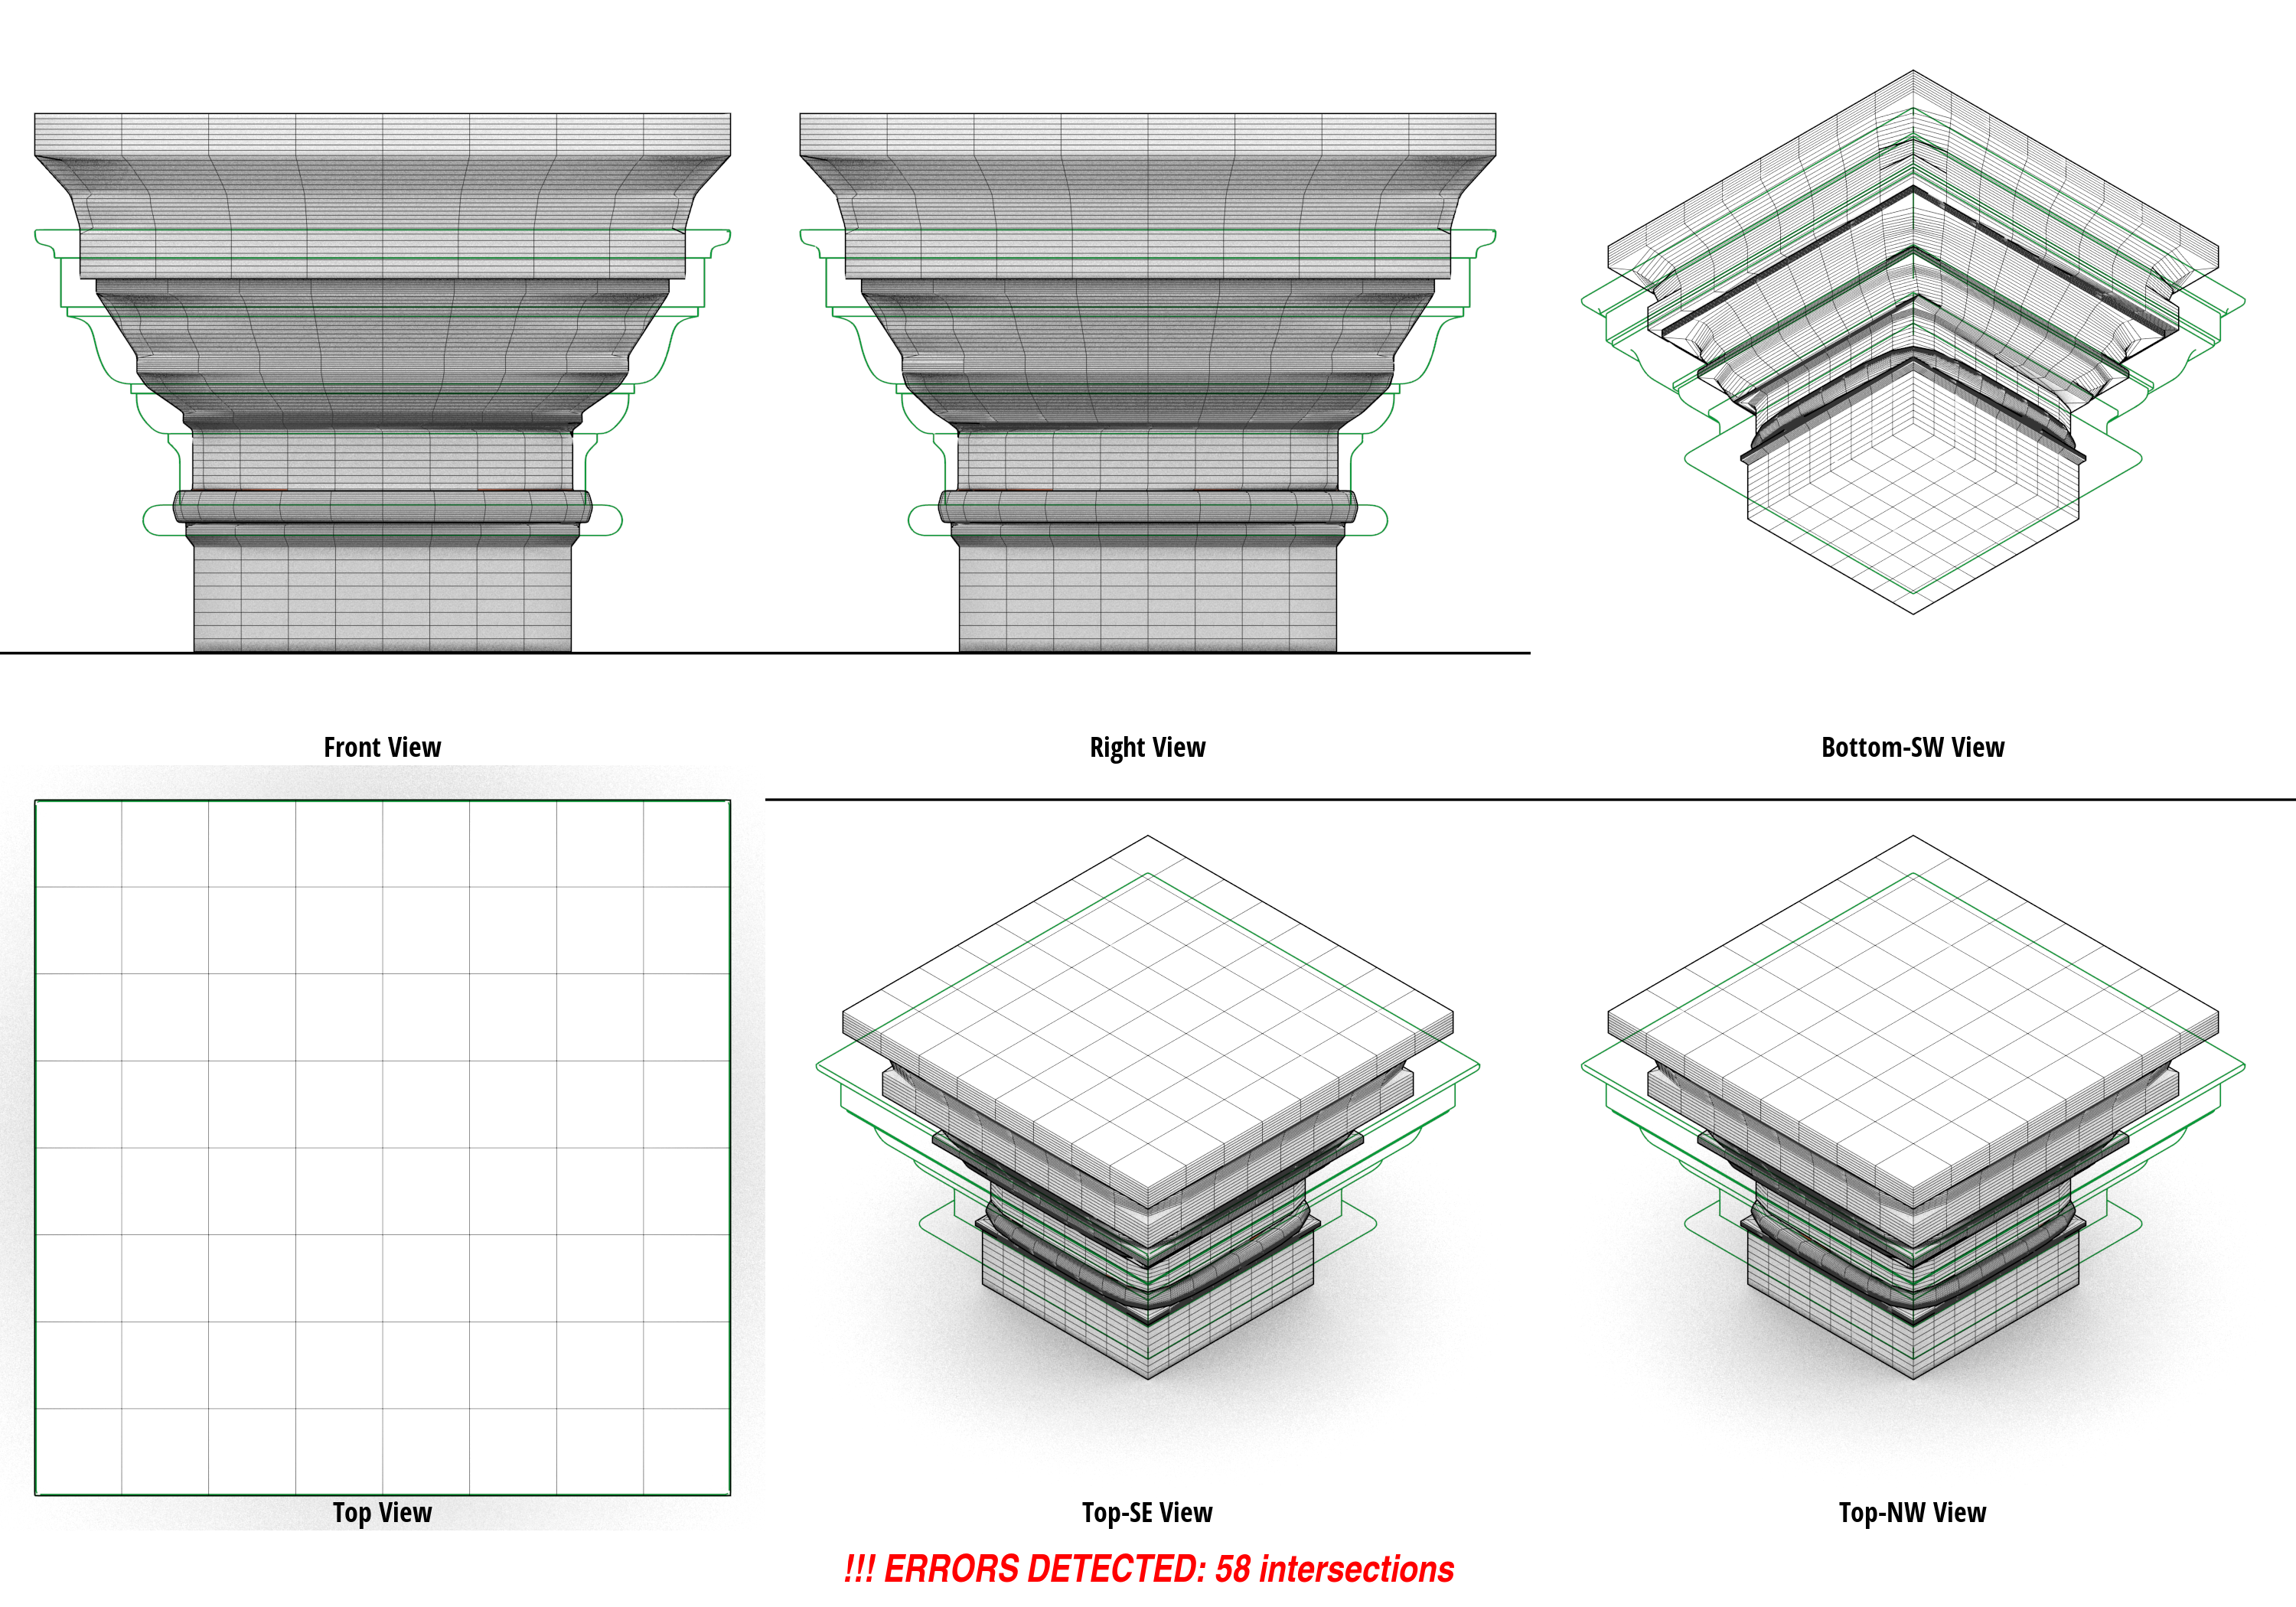 Front View
Right View
Bottom-SW View
Top View
Top-SE View
Top-NW View
!!! ERRORS DETECTED: 58 intersections